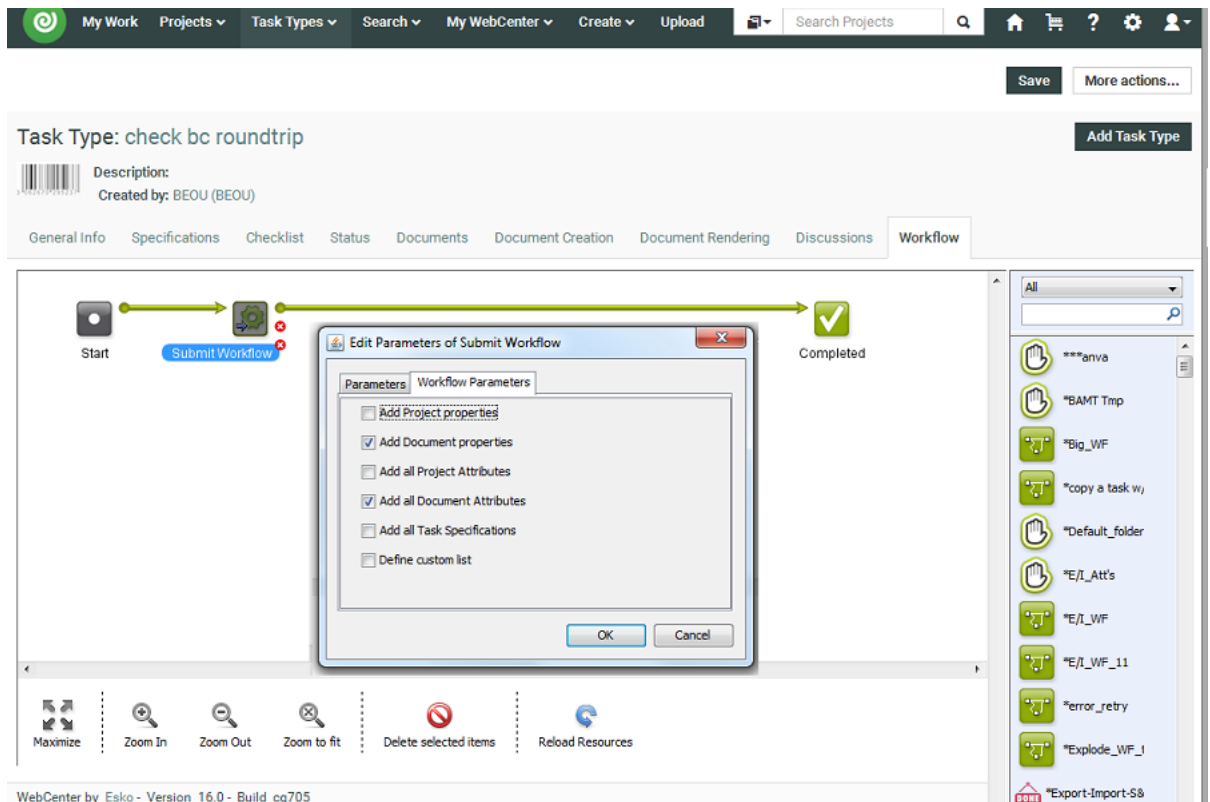 My Work Projects Task Types Search My WebCenter Create Upload Search Projects ?
Save More actions...
Task Type: check bc roundtrip Add Task Type
Description:
Created by: BEOU (BEOU)
General Info Specifications Checklist Status Documents Document Creation Document Rendering Discussions Workflow
All
Start Submit Workflow Completed
Edit Parameters of Submit Workflow
Parameters Workflow Parameters
Add Project properties
Add Document properties
Add all Project Attributes
Add all Document Attributes
Add all Task Specifications
Define custom list
OK Cancel
***anva
*BAMT Tmp
*Big_WF
*copy a task w/
*Default_folder
*E/I_Att's
*E/I_WF
*E/I_WF_11
*error_retry
*Explode_WF_t
*Export-Import-S&
Maximize Zoom In Zoom Out Zoom to fit Delete selected items Reload Resources
WebCenter by Esko - Version 16.0 - Build cg705